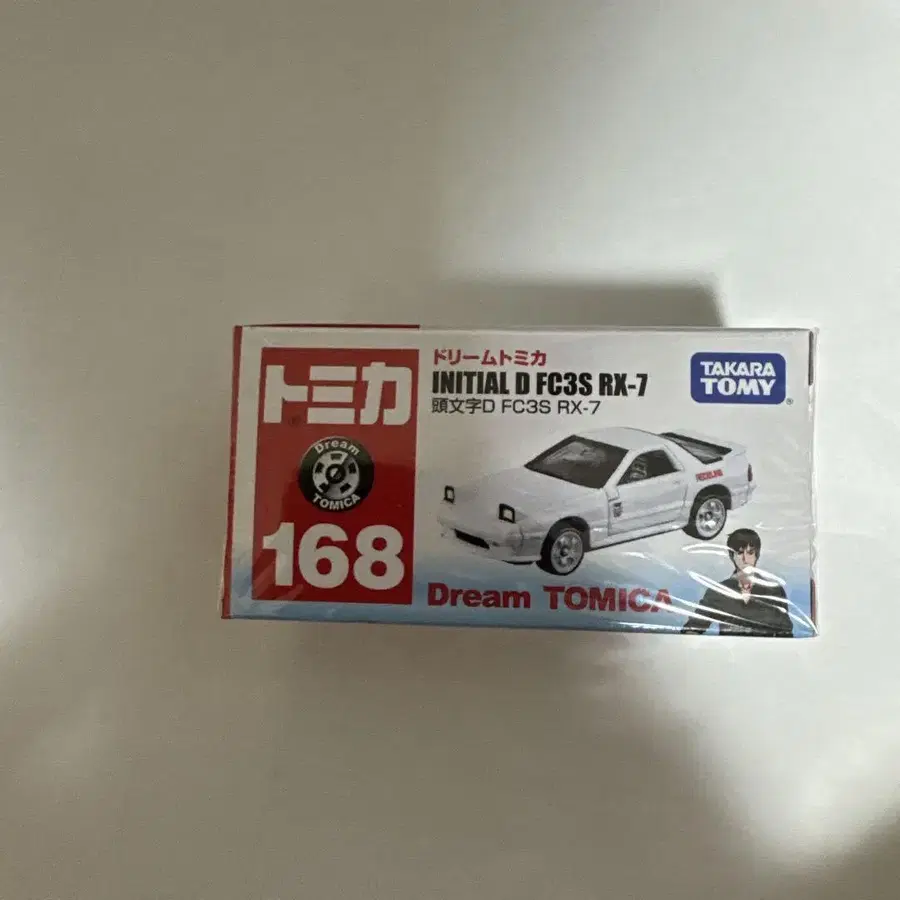 トミカ
Dream
TOMICA
168
ドリームトミカ
INITIAL D FC3S RX-7
頭文字D FC3S RX-7
TAKARA
TOMY
REDSUNS
Dream TOMICA